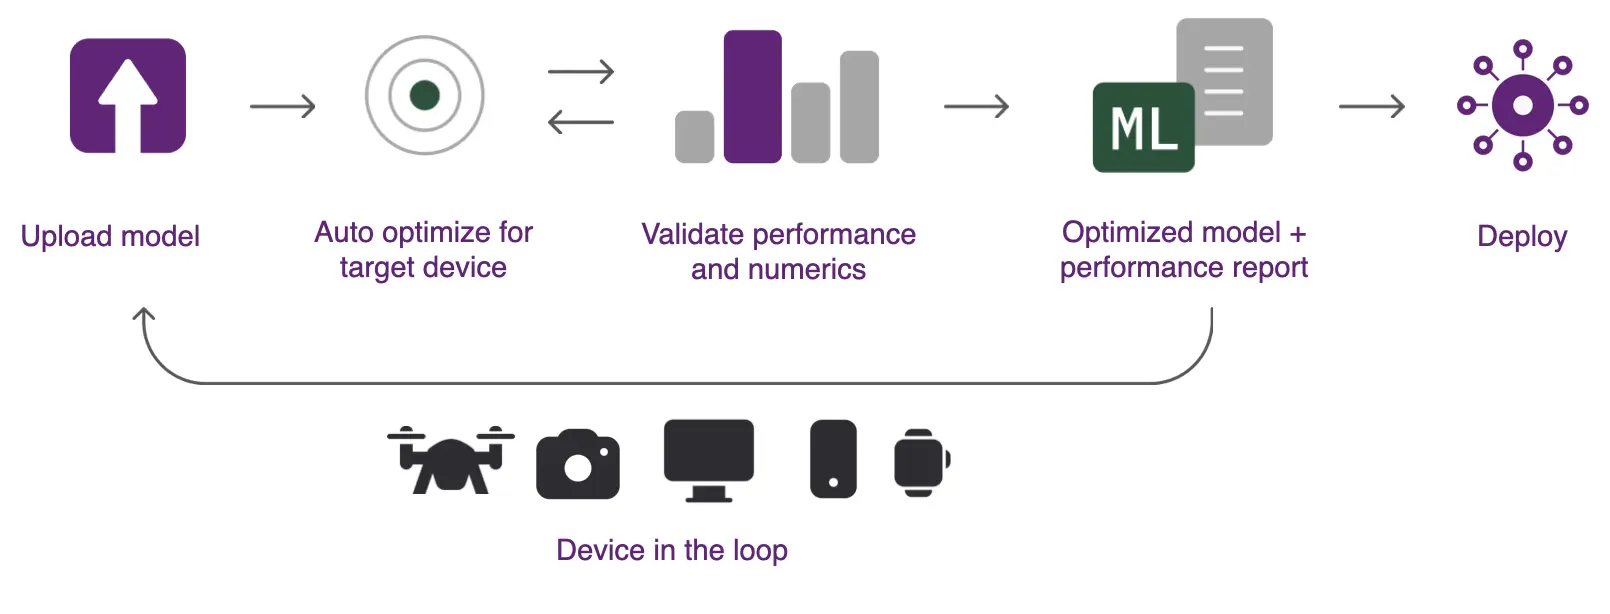 ML
Upload model
Auto optimize for
target device
Validate performance
and numerics
Optimized model +
performance report
Deploy
Device in the loop